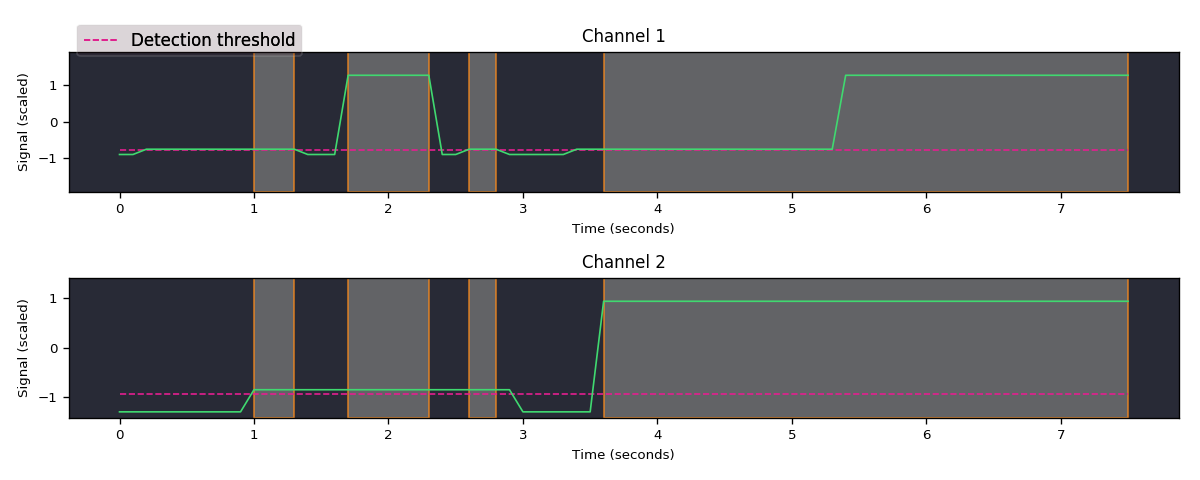 Detection threshold
Channel 1
Signal (scaled)
1
0
−1
0 1 2 3 4 5 6 7
Time (seconds)
Channel 2
Signal (scaled)
1
0
−1
0 1 2 3 4 5 6 7
Time (seconds)